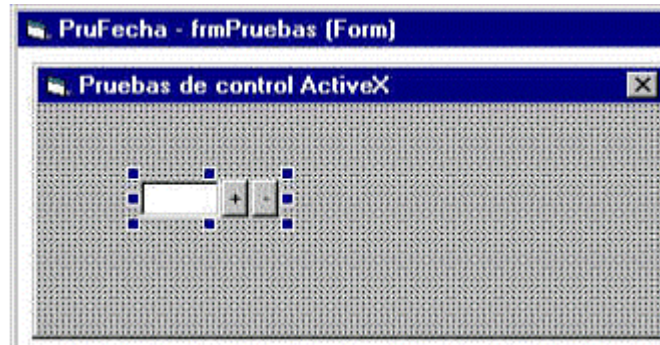 PruFecha - frmPruebas (Form)
Pruebas de control ActiveX
+ -